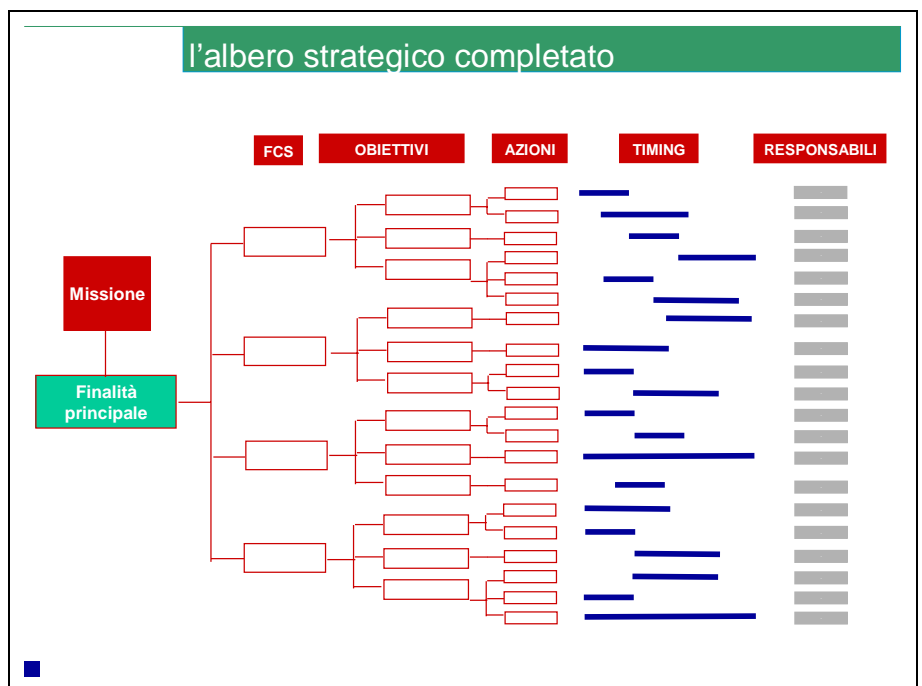 l’albero strategico completato
FCS
OBIETTIVI
AZIONI
TIMING
RESPONSABILI
Missione
Finalità
principale